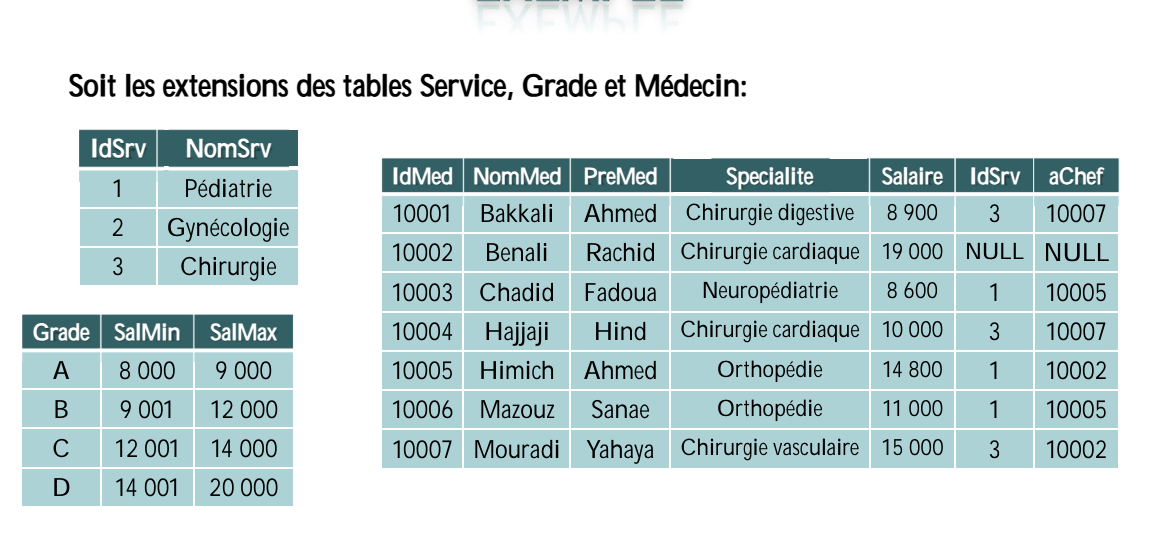 EXEMPLE
Soit les extensions des tables Service, Grade et Médecin:
IdSrv NomSrv
1 Pédiatrie
2 Gynécologie
3 Chirurgie
Grade SalMin SalMax
A 8 000 9 000
B 9 001 12 000
C 12 001 14 000
D 14 001 20 000
IdMed NomMed PreMed Specialite Salaire IdSrv aChef
10001 Bakkali Ahmed Chirurgie digestive 8 900 3 10007
10002 Benali Rachid Chirurgie cardiaque 19 000 NULL NULL
10003 Chadid Fadoua Neuropédiatrie 8 600 1 10005
10004 Hajjaji Hind Chirurgie cardiaque 10 000 3 10007
10005 Himich Ahmed Orthopédie 14 800 1 10002
10006 Mazouz Sanae Orthopédie 11 000 1 10005
10007 Mouradi Yahaya Chirurgie vasculaire 15 000 3 10002